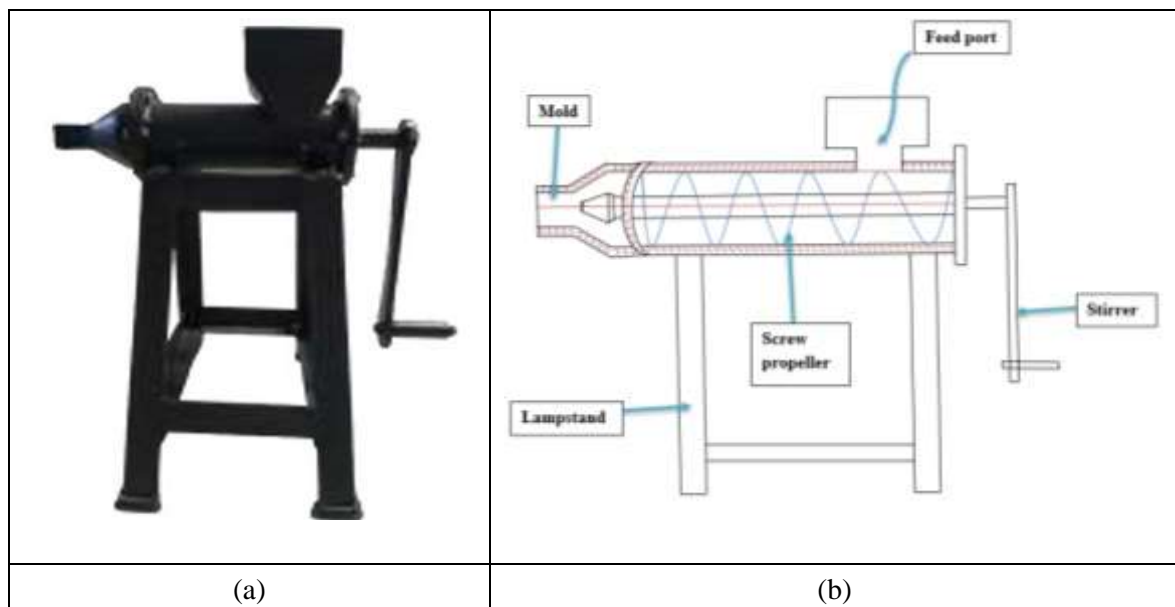 Feed port
Mold
Screw
propeller
Stirrer
Lampstand
(a)
(b)